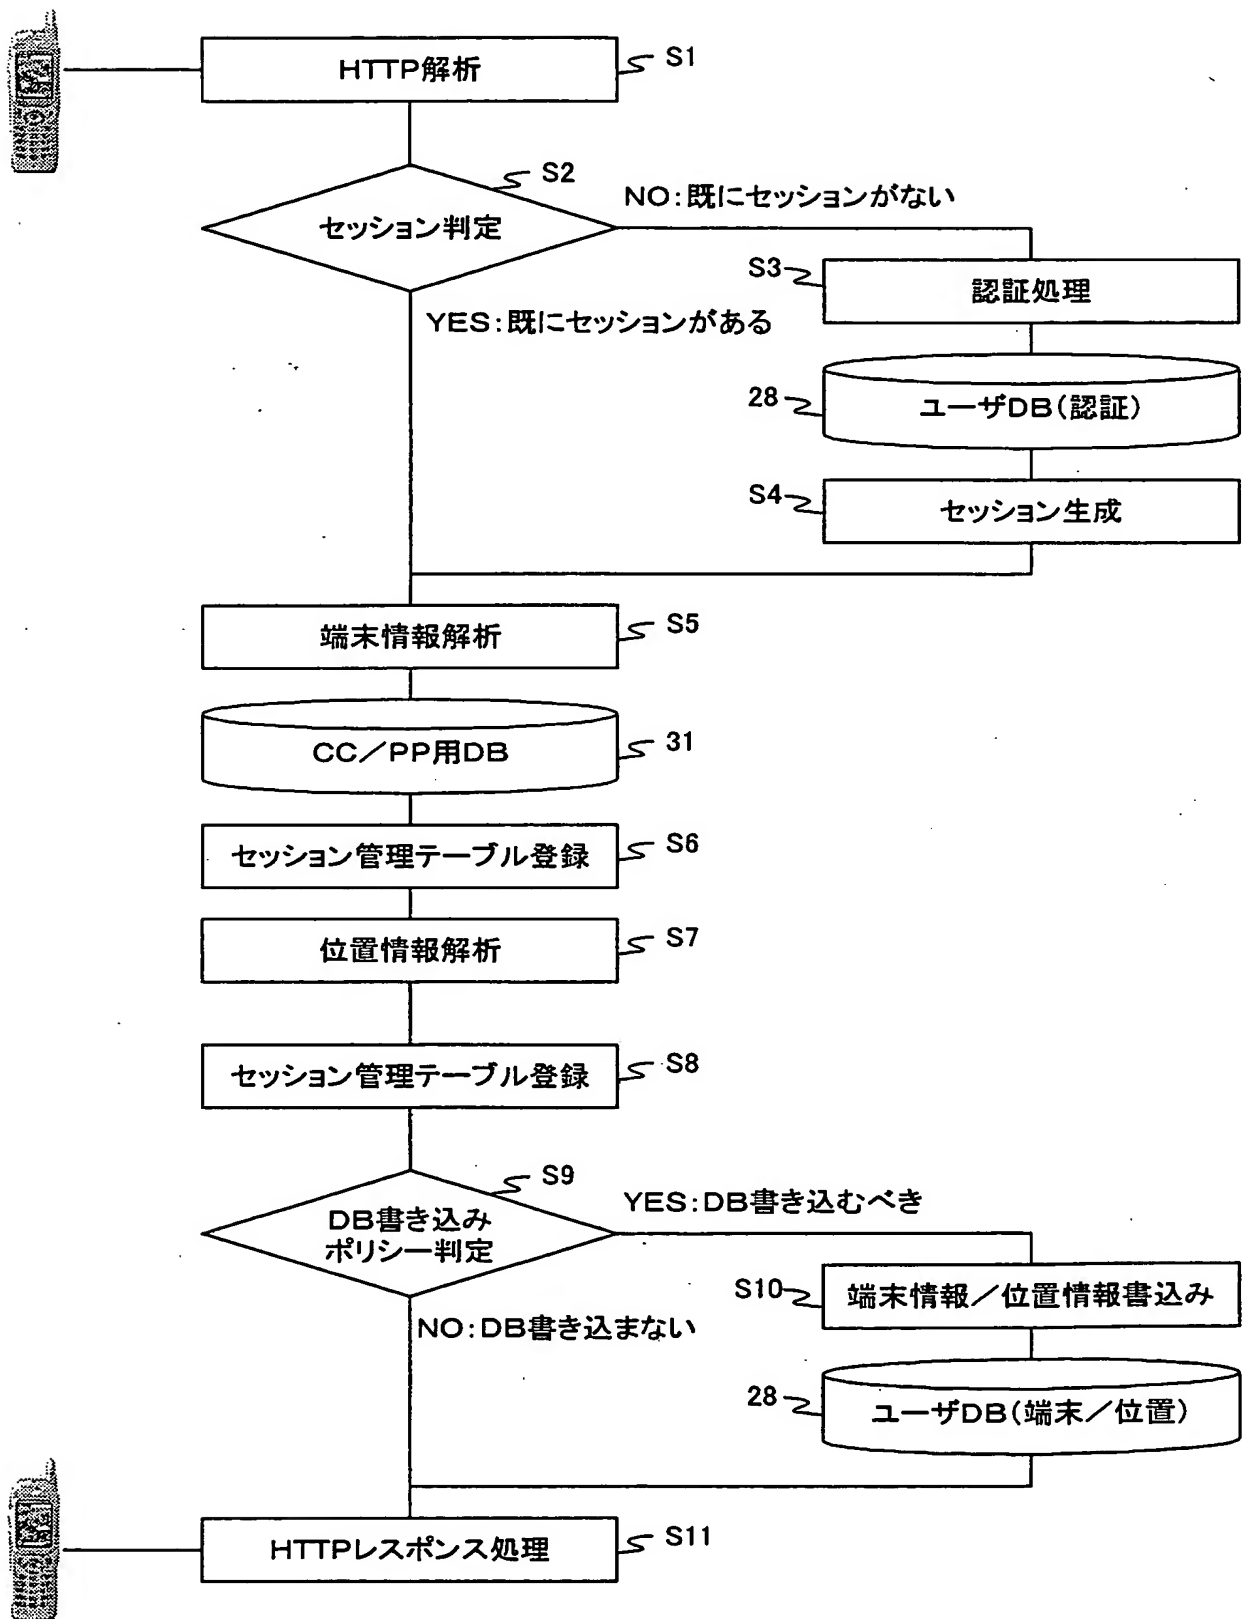 HTTP解析
S1
S2
セッション判定
NO:既にセッションがない
YES:既にセッションがある
S3
認証処理
28
ユーザDB(認証)
S4
セッション生成
端末情報解析
S5
CC/PP用DB
31
セッション管理テーブル登録
S6
位置情報解析
S7
セッション管理テーブル登録
S8
S9
DB書き込み
ポリシー判定
YES:DB書き込むべき
NO:DB書き込まない
S10
端末情報/位置情報書込み
28
ユーザDB(端末/位置)
HTTPレスポンス処理
S11